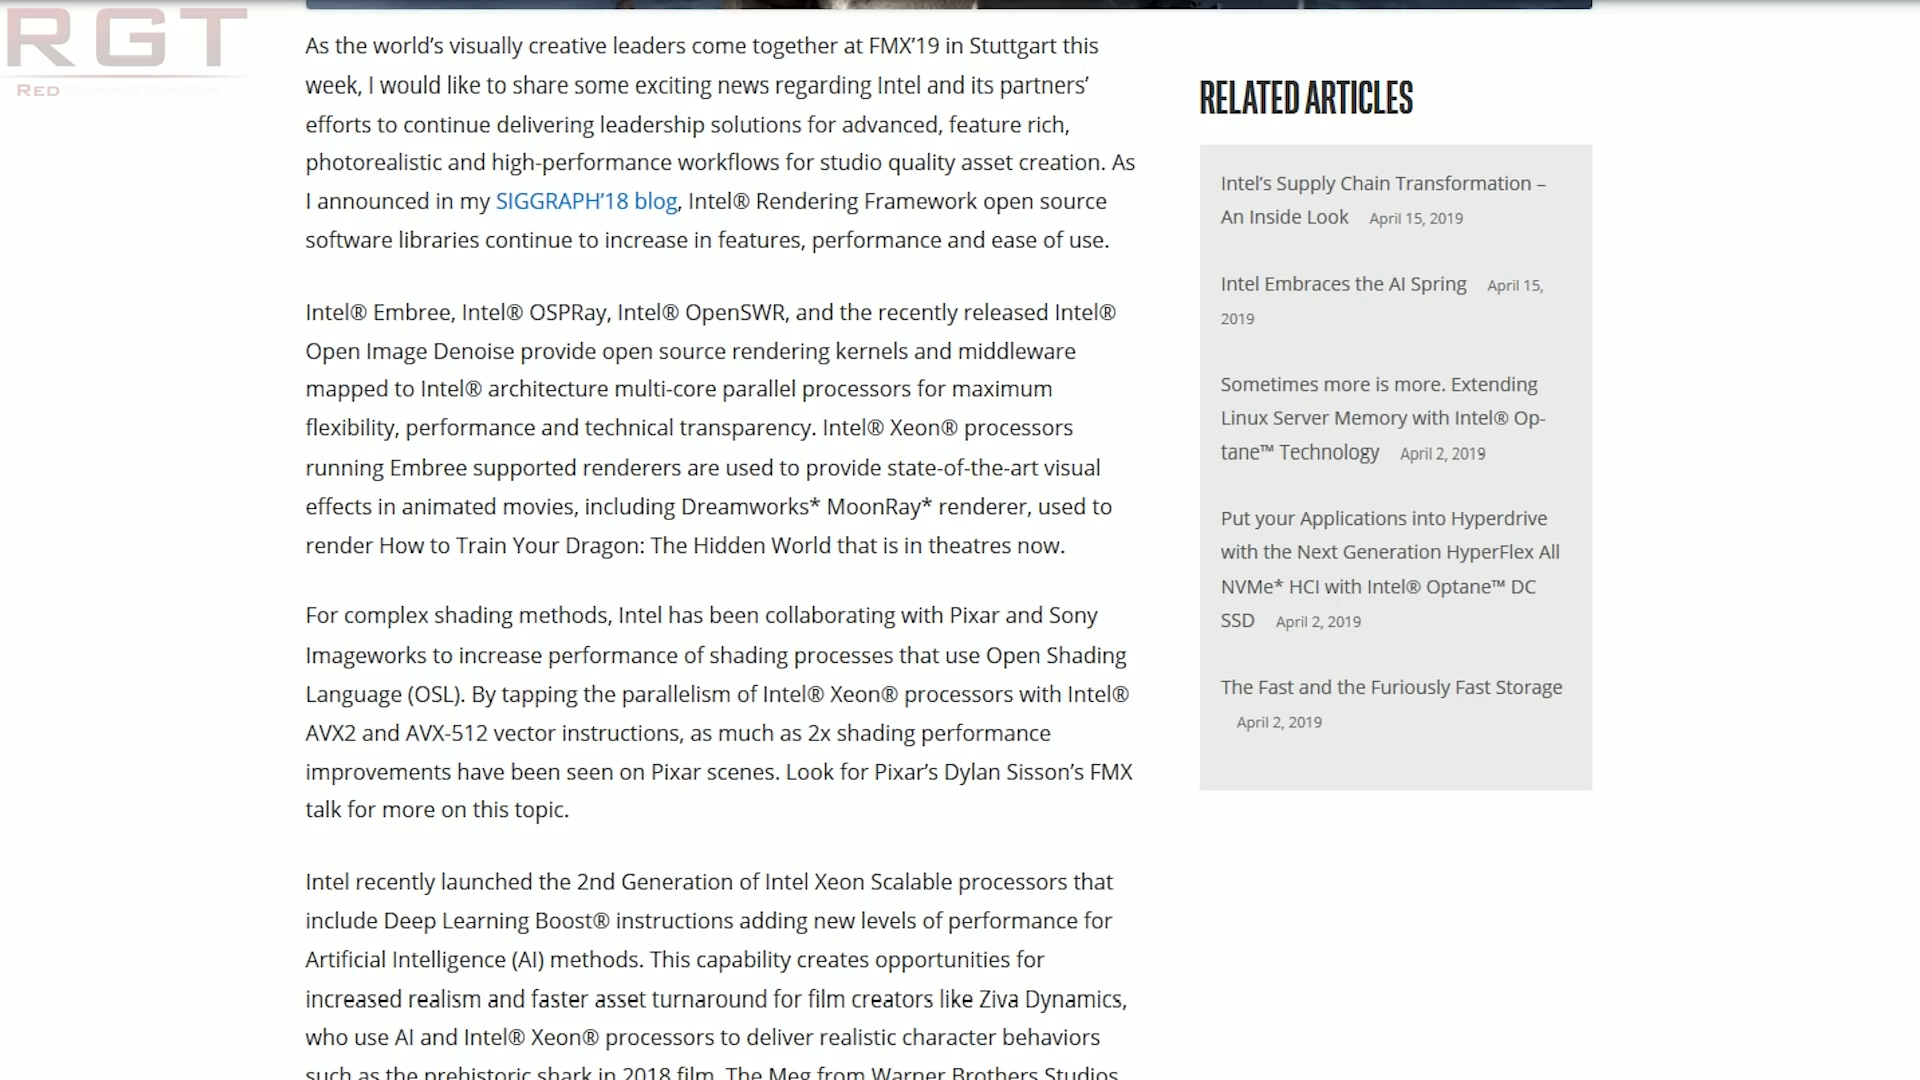 RGT
RED
As the world’s visually creative leaders come together at FMX’19 in Stuttgart this
week, I would like to share some exciting news regarding Intel and its partners’
efforts to continue delivering leadership solutions for advanced, feature rich,
photorealistic and high-performance workflows for studio quality asset creation. As
I announced in my SIGGRAPH’18 blog, Intel® Rendering Framework open source
software libraries continue to increase in features, performance and ease of use.
Intel® Embree, Intel® OSPRay, Intel® OpenSWR, and the recently released Intel®
Open Image Denoise provide open source rendering kernels and middleware
mapped to Intel® architecture multi-core parallel processors for maximum
flexibility, performance and technical transparency. Intel® Xeon® processors
running Embree supported renderers are used to provide state-of-the-art visual
effects in animated movies, including Dreamworks* MoonRay* renderer, used to
render How to Train Your Dragon: The Hidden World that is in theatres now.
For complex shading methods, Intel has been collaborating with Pixar and Sony
Imageworks to increase performance of shading processes that use Open Shading
Language (OSL). By tapping the parallelism of Intel® Xeon® processors with Intel®
AVX2 and AVX-512 vector instructions, as much as 2x shading performance
improvements have been seen on Pixar scenes. Look for Pixar’s Dylan Sisson’s FMX
talk for more on this topic.
Intel recently launched the 2nd Generation of Intel Xeon Scalable processors that
include Deep Learning Boost® instructions adding new levels of performance for
Artificial Intelligence (AI) methods. This capability creates opportunities for
increased realism and faster asset turnaround for film creators like Ziva Dynamics,
who use AI and Intel® Xeon® processors to deliver realistic character behaviors
such as the prehistoric shark in 2018 film, The Meg from Warner Brothers Studios.
RELATED ARTICLES
Intel’s Supply Chain Transformation –
An Inside Look April 15, 2019
Intel Embraces the AI Spring April 15,
2019
Sometimes more is more. Extending
Linux Server Memory with Intel® Op-
tane™ Technology April 2, 2019
Put your Applications into Hyperdrive
with the Next Generation HyperFlex All
NVMe* HCI with Intel® Optane™ DC
SSD April 2, 2019
The Fast and the Furiously Fast Storage
April 2, 2019